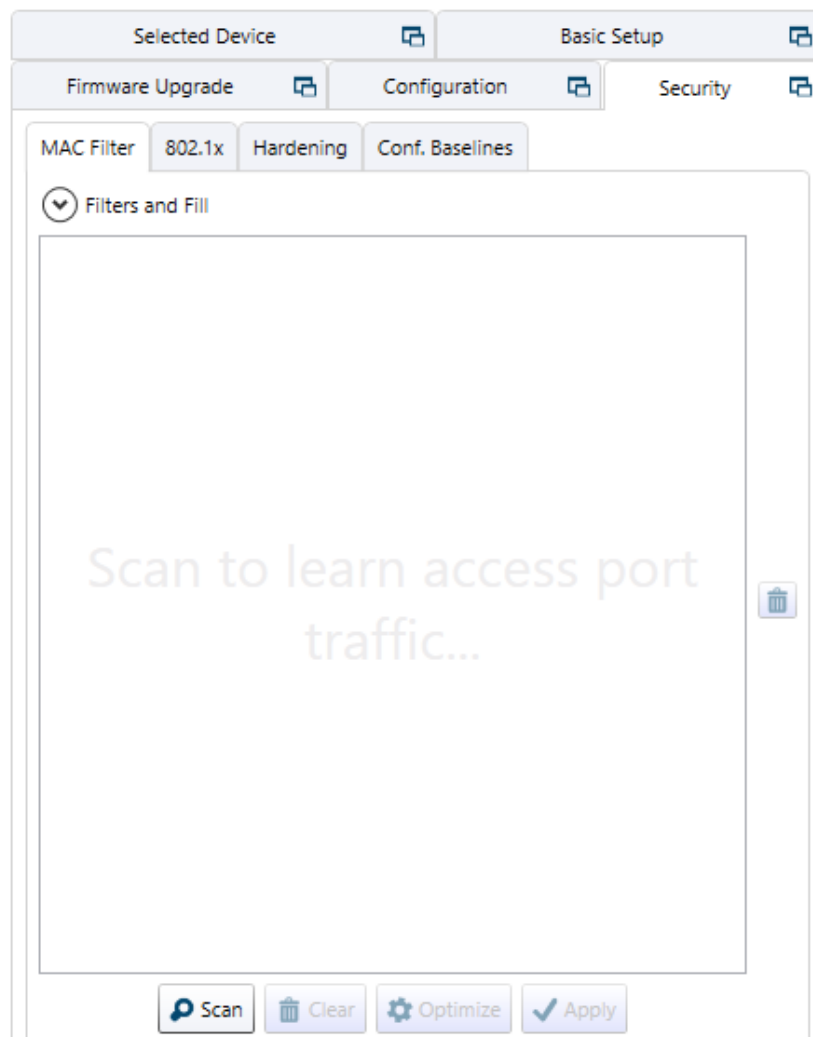 Selected Device
Basic Setup
Firmware Upgrade
Configuration
Security
MAC Filter
802.1x
Hardening
Conf. Baselines
Filters and Fill
Scan to learn access port
traffic...
Scan
Clear
Optimize
Apply